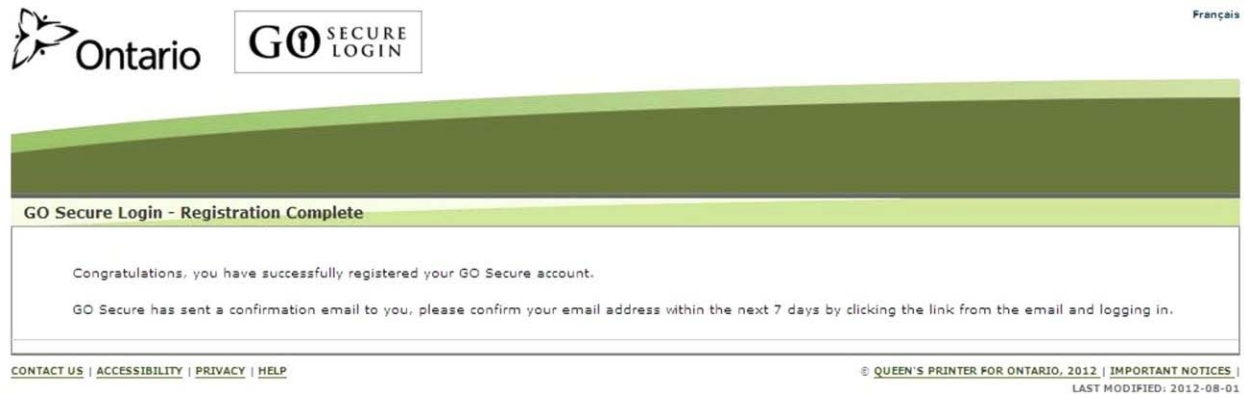 Ontario
GO SECURE LOGIN
Français
GO Secure Login - Registration Complete
Congratulations, you have successfully registered your GO Secure account.
GO Secure has sent a confirmation email to you, please confirm your email address within the next 7 days by clicking the link from the email and logging in.
CONTACT US | ACCESSIBILITY | PRIVACY | HELP
© QUEEN'S PRINTER FOR ONTARIO, 2012 | IMPORTANT NOTICES |
LAST MODIFIED: 2012-08-01